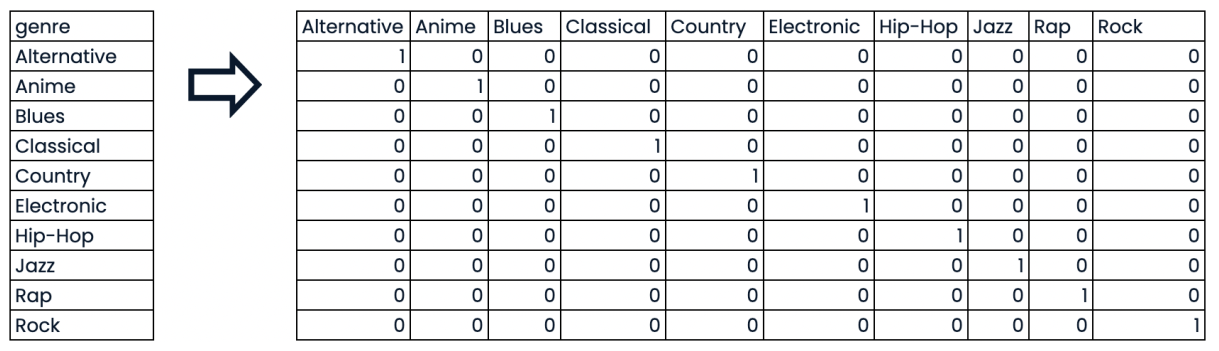 genre Alternative Anime Blues Classical Country Electronic Hip-Hop Jazz Rap Rock
Alternative 1 0 0 0 0 0 0 0 0 0
Anime 0 1 0 0 0 0 0 0 0 0
Blues 0 0 1 0 0 0 0 0 0 0
Classical 0 0 0 1 0 0 0 0 0 0
Country 0 0 0 0 1 0 0 0 0 0
Electronic 0 0 0 0 0 1 0 0 0 0
Hip-Hop 0 0 0 0 0 0 1 0 0 0
Jazz 0 0 0 0 0 0 0 1 0 0
Rap 0 0 0 0 0 0 0 0 1 0
Rock 0 0 0 0 0 0 0 0 0 1